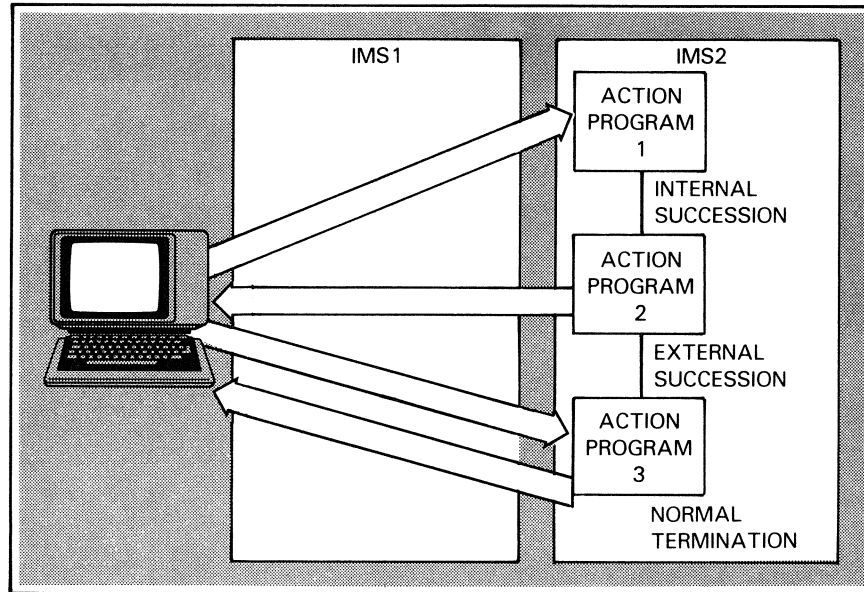 IMS1
IMS2
ACTION
PROGRAM
1
INTERNAL
SUCCESSION
ACTION
PROGRAM
2
EXTERNAL
SUCCESSION
ACTION
PROGRAM
3
NORMAL
TERMINATION